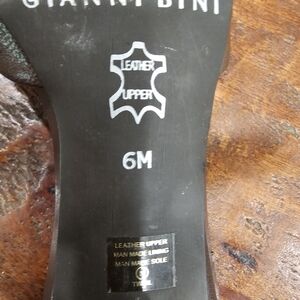 GIANNI BINI
LEATHER
UPPER
6M
LEATHER UPPER
MAN MADE LINING
MAN MADE SOLE